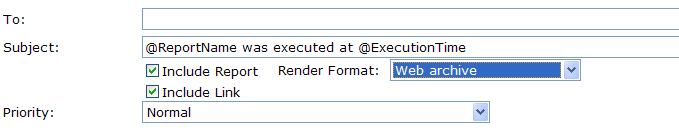 To:
Subject: @ReportName was executed at @ExecutionTime
Include Report Render Format: Web archive
Include Link
Priority: Normal